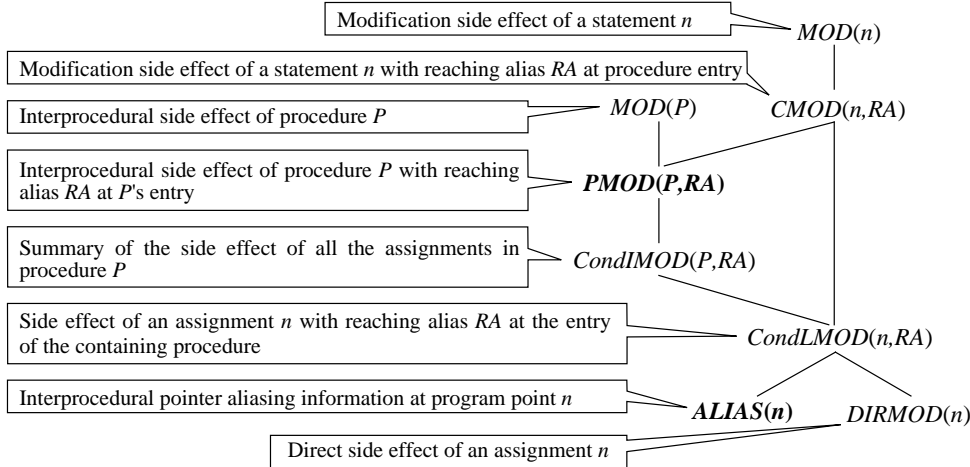 Modification side effect of a statement n
MOD(n)
Modification side effect of a statement n with reaching alias RA at procedure entry
MOD(P)
CMOD(n,RA)
Interprocedural side effect of procedure P
Interprocedural side effect of procedure P with reaching
alias RA at P's entry
PMOD(P,RA)
Summary of the side effect of all the assignments in
procedure P
CondIMOD(P,RA)
Side effect of an assignment n with reaching alias RA at the entry
of the containing procedure
CondLMOD(n,RA)
Interprocedural pointer aliasing information at program point n
ALIAS(n)
DIRMOD(n)
Direct side effect of an assignment n